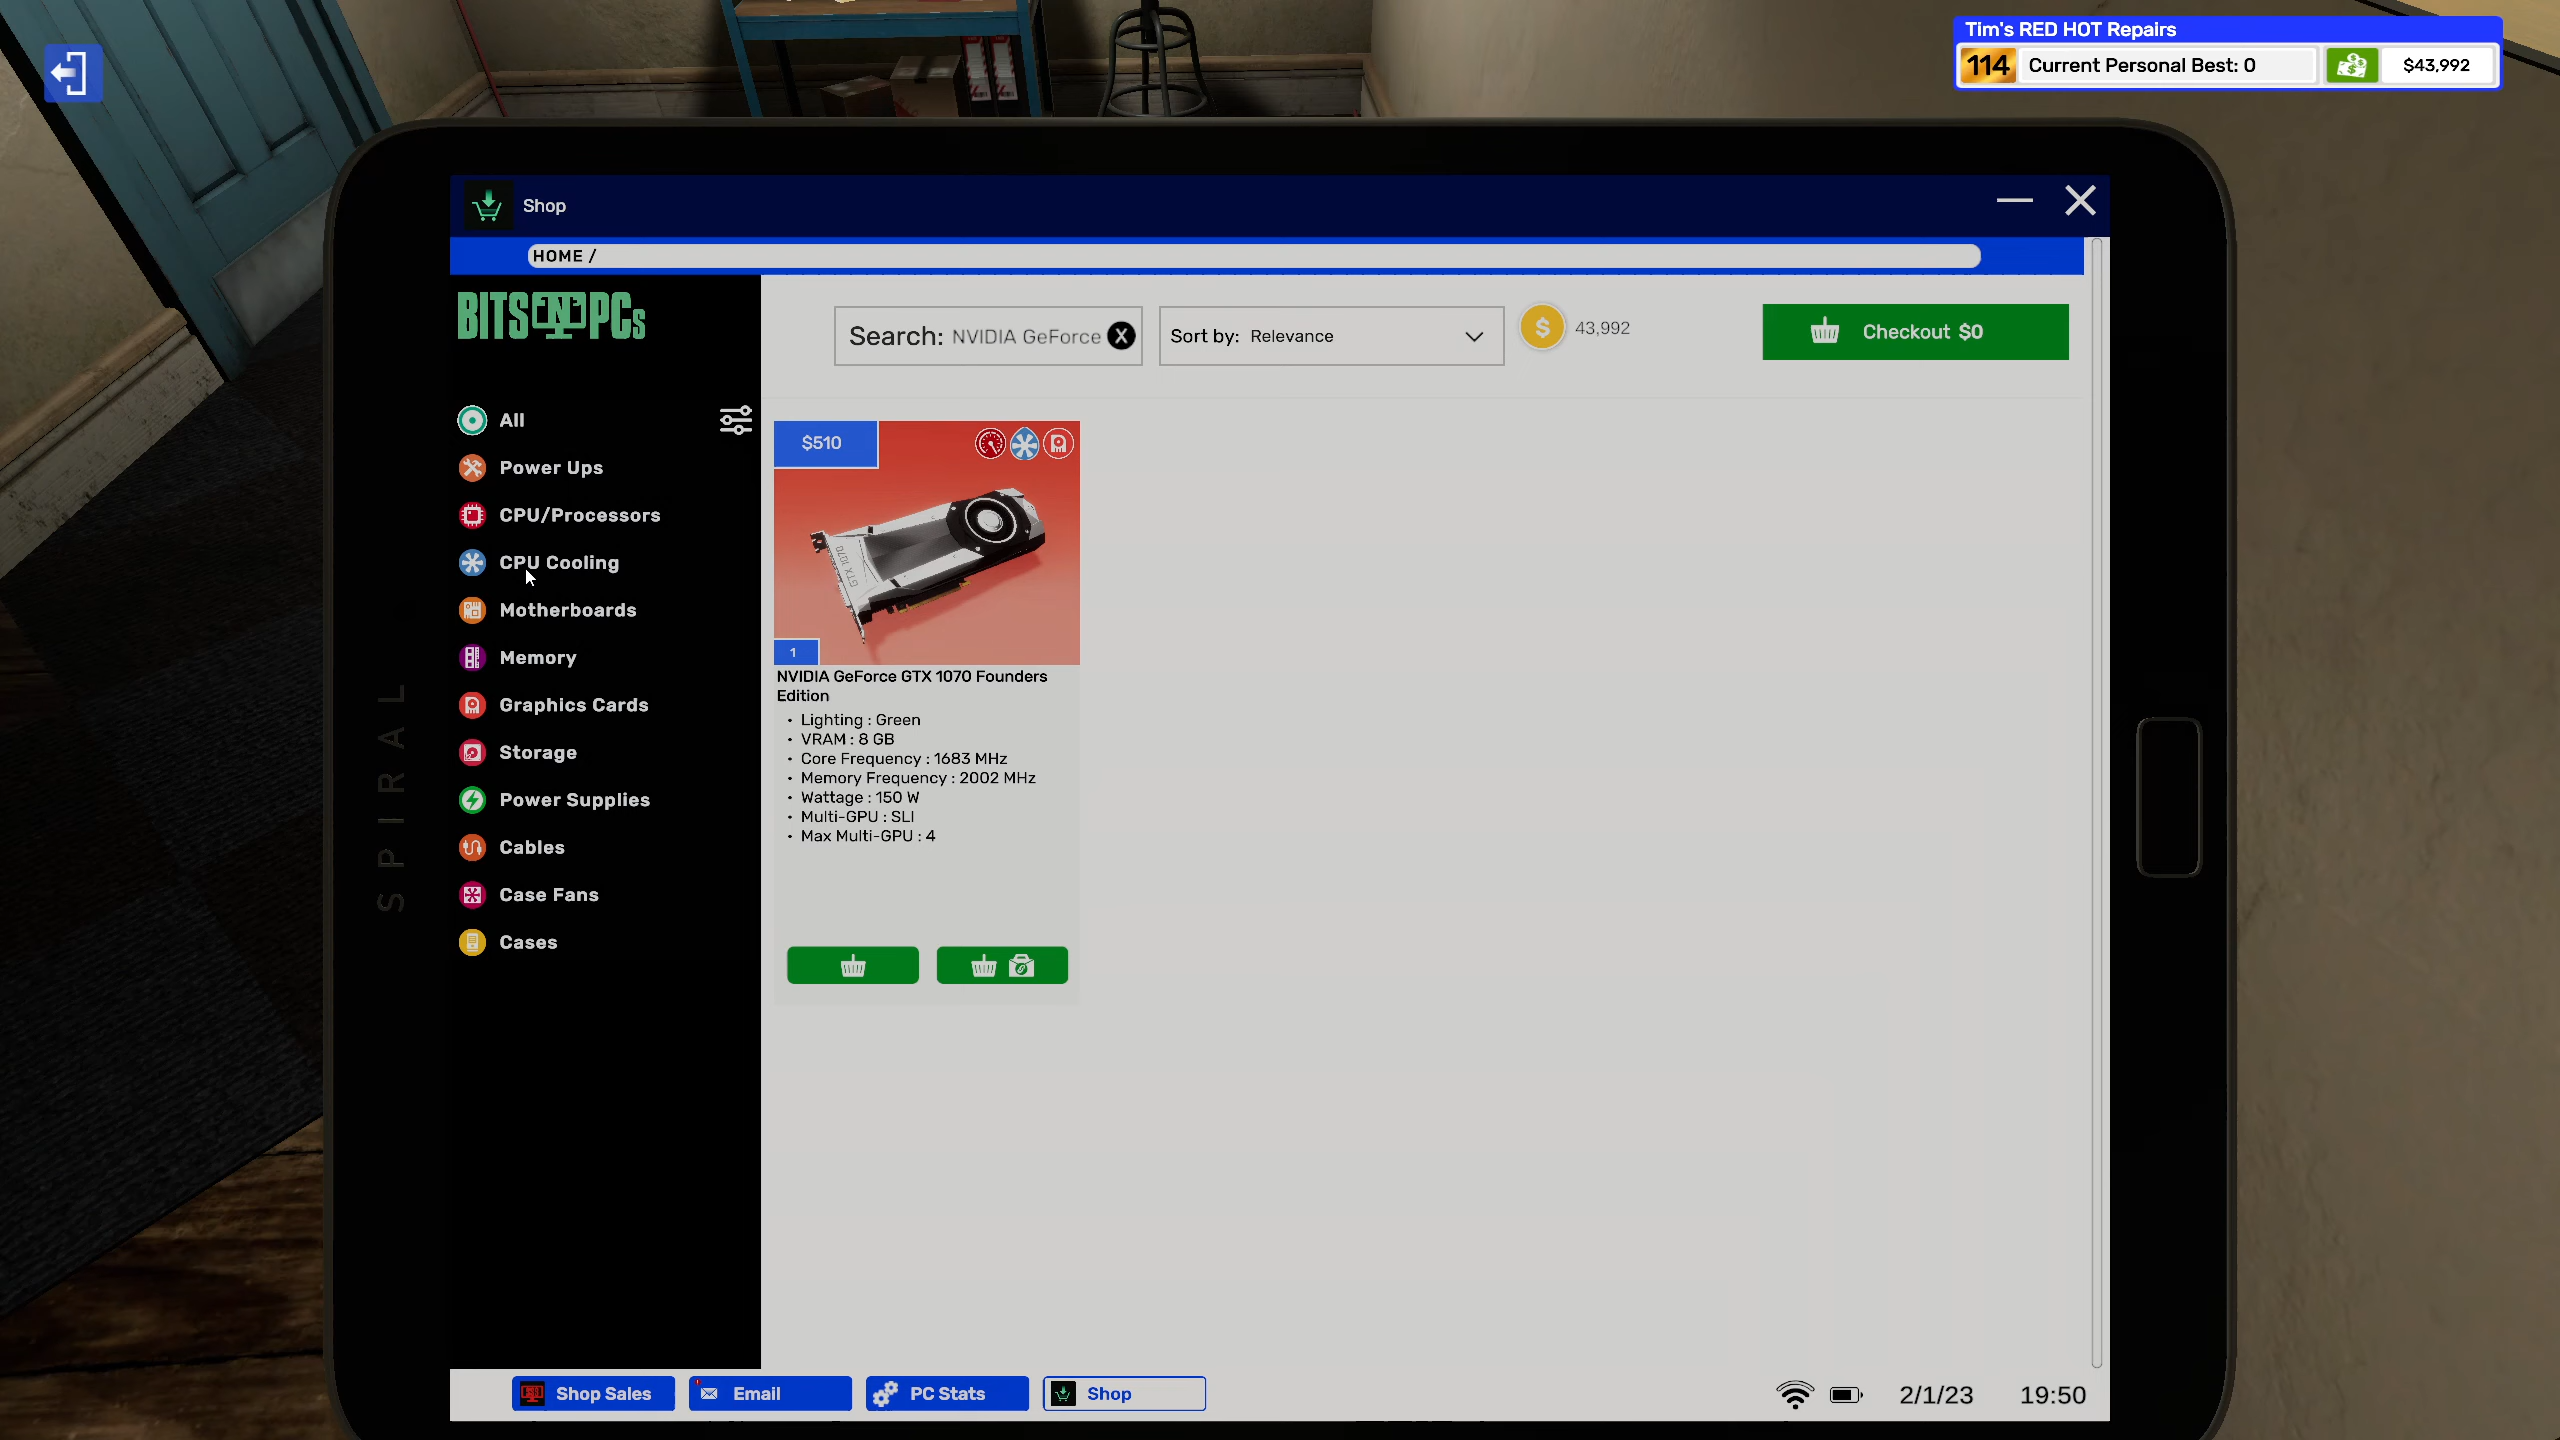 Tim's RED HOT Repairs
114 Current Personal Best: 0 $43,992
Shop
HOME /
BITSENDPCs
Search: NVIDIA GeForce X
Sort by: Relevance
$ 43,992
Checkout $0
All
Power Ups
CPU/Processors
CPU Cooling
Motherboards
Memory
Graphics Cards
Storage
Power Supplies
Cables
Case Fans
Cases
$510
GTX 1070
1
NVIDIA GeForce GTX 1070 Founders
Edition
• Lighting : Green
• VRAM : 8 GB
• Core Frequency : 1683 MHz
• Memory Frequency : 2002 MHz
• Wattage : 150 W
• Multi-GPU : SLI
• Max Multi-GPU : 4
SPIRAL
Shop Sales
Email
PC Stats
Shop
2/1/23
19:50